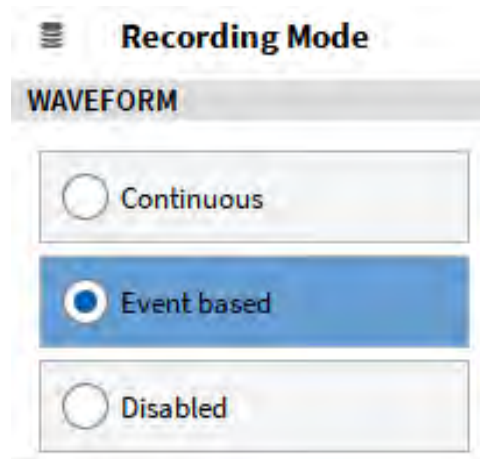 Recording Mode
WAVEFORM
Continuous
Event based
Disabled